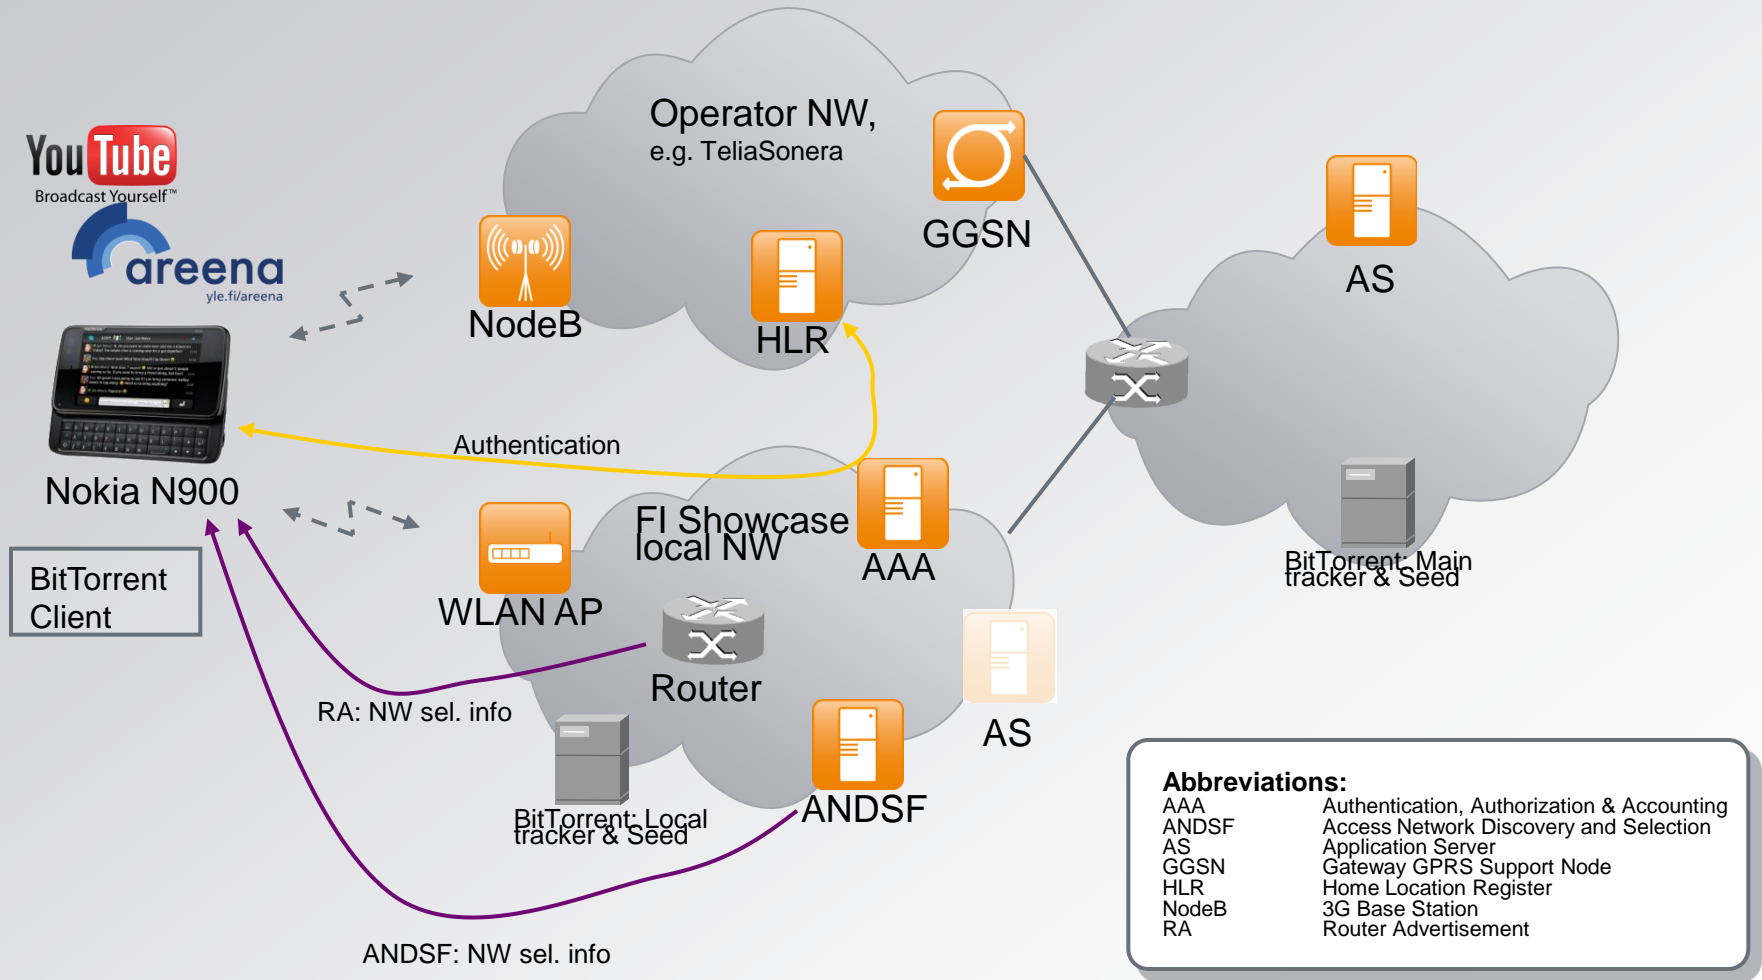 Operator NW,
e.g. TeliaSonera
You Tube
Broadcast Yourself™
areena
yle.fi/areena
GGSN
AS
NodeB
HLR
Authentication
Nokia N900
FI Showcase
local NW
AAA
BitTorrent: Main
tracker & Seed
BitTorrent
Client
WLAN AP
Router
RA: NW sel. info
AS
BitTorrent: Local
tracker & Seed
ANDSF
ANDSF: NW sel. info
Abbreviations:
AAA Authentication, Authorization & Accounting
ANDSF Access Network Discovery and Selection
AS Application Server
GGSN Gateway GPRS Support Node
HLR Home Location Register
NodeB 3G Base Station
RA Router Advertisement